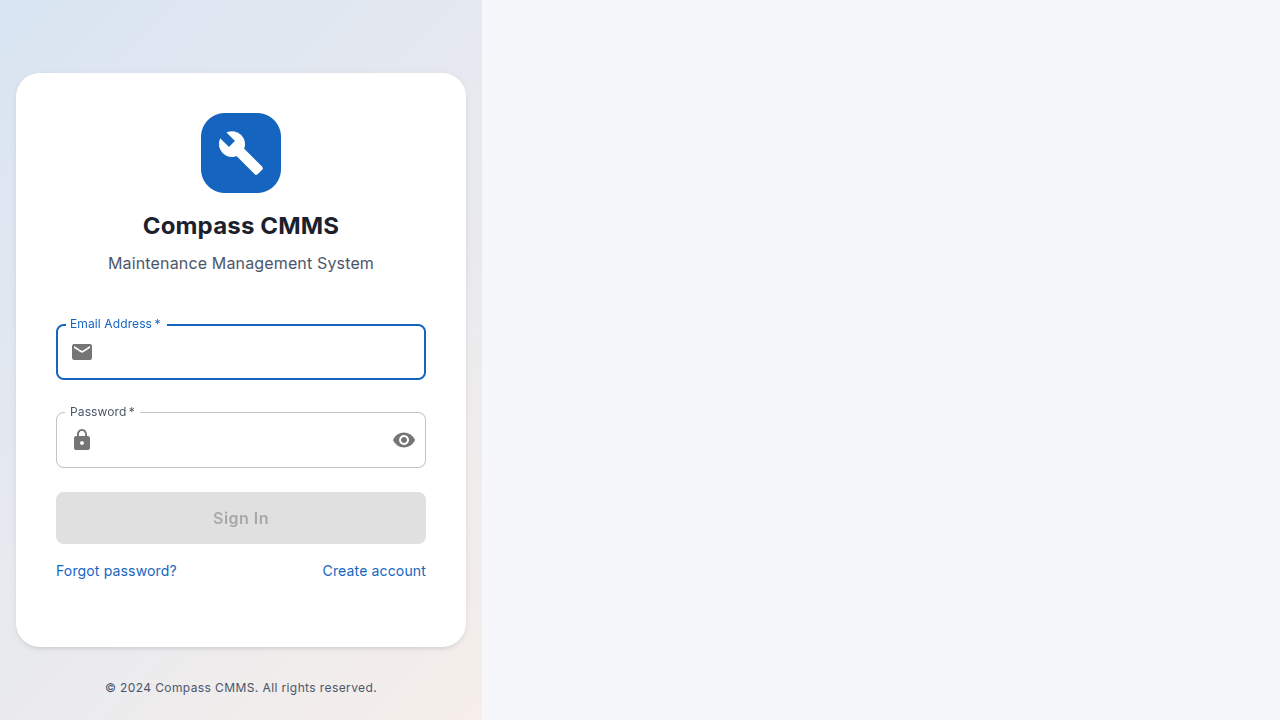 Compass CMMS
Maintenance Management System
Email Address *
Password *
Sign In
Forgot password?
Create account
© 2024 Compass CMMS. All rights reserved.